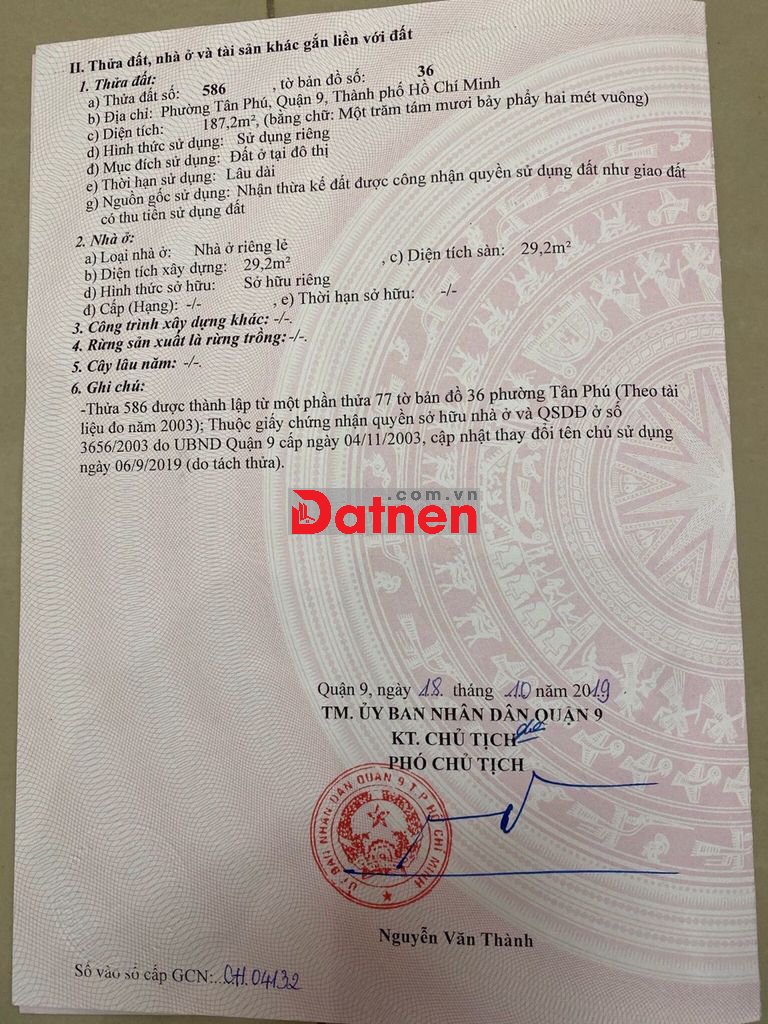 II. Thửa đất, nhà ở và tài sản khác gắn liền với đất
1. Thửa đất:
a) Thửa đất số: 586 , tờ bản đồ số: 36
b) Địa chỉ: Phường Tân Phú, Quận 9, Thành phố Hồ Chí Minh
c) Diện tích: 187,2m², (bằng chữ: Một trăm tám mươi bảy phẩy hai mét vuông)
d) Hình thức sử dụng: Sử dụng riêng
đ) Mục đích sử dụng: Đất ở tại đô thị
e) Thời hạn sử dụng: Lâu dài
g) Nguồn gốc sử dụng: Nhận thừa kế đất được công nhận quyền sử dụng đất như giao đất
có thu tiền sử dụng đất
2. Nhà ở:
a) Loại nhà ở: Nhà ở riêng lẻ
b) Diện tích xây dựng: 29,2m² , c) Diện tích sàn: 29,2m²
d) Hình thức sở hữu: Sở hữu riêng
đ) Cấp (Hạng): -/- , e) Thời hạn sở hữu: -/-
3. Công trình xây dựng khác: -/-.
4. Rừng sản xuất là rừng trồng: -/-.
5. Cây lâu năm: -/-.
6. Ghi chú:
-Thửa 586 được thành lập từ một phần thửa 77 tờ bản đồ 36 phường Tân Phú (Theo tài
liệu đo năm 2003); Thuộc giấy chứng nhận quyền sở hữu nhà ở và QSDĐ ở số
3656/2003 do UBND Quận 9 cấp ngày 04/11/2003, cập nhật thay đổi tên chủ sử dụng
ngày 06/9/2019 (do tách thửa).
.com.vn
Datnen
Quận 9, ngày 18 tháng 10 năm 2019
TM. ỦY BAN NHÂN DÂN QUẬN 9
KT. CHỦ TỊCH
PHÓ CHỦ TỊCH
ỦY BAN NHÂN DÂN QUẬN 9 T.P HỒ CHÍ MINH
Nguyễn Văn Thành
Số vào sổ cấp GCN:...CH.04132